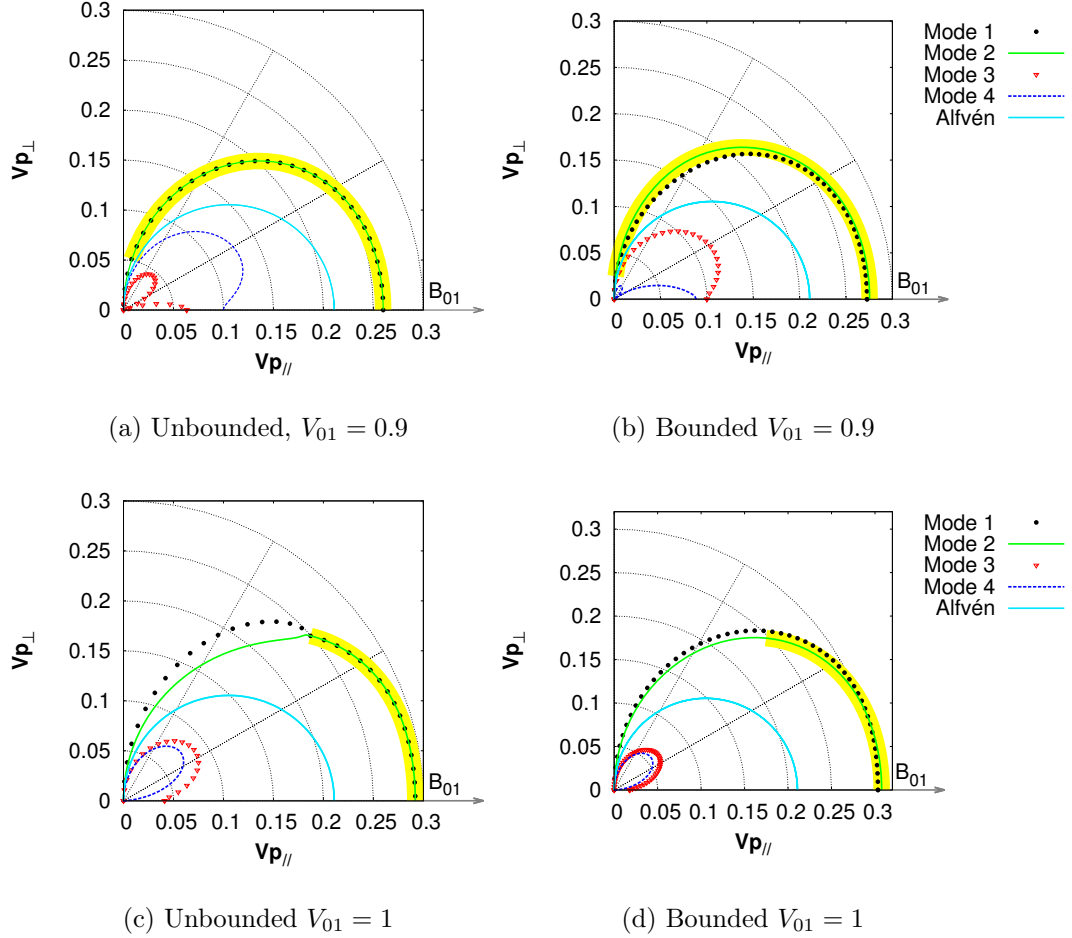 0.3
0.25
0.2
0.15
0.1
0.05
0
Vp⊥
0 0.05 0.1 0.15 0.2 0.25 0.3
Vp//
B01
(a) Unbounded, V01 = 0.9
0.3
0.25
0.2
0.15
0.1
0.05
0
Vp⊥
0 0.05 0.1 0.15 0.2 0.25 0.3
Vp//
B01
Mode 1
Mode 2
Mode 3
Mode 4
Alfvén
(b) Bounded V01 = 0.9
0.3
0.25
0.2
0.15
0.1
0.05
0
Vp⊥
0 0.05 0.1 0.15 0.2 0.25 0.3
Vp//
B01
(c) Unbounded V01 = 1
0.3
0.25
0.2
0.15
0.1
0.05
0
Vp⊥
0 0.05 0.1 0.15 0.2 0.25 0.3
Vp//
B01
Mode 1
Mode 2
Mode 3
Mode 4
Alfvén
(d) Bounded V01 = 1